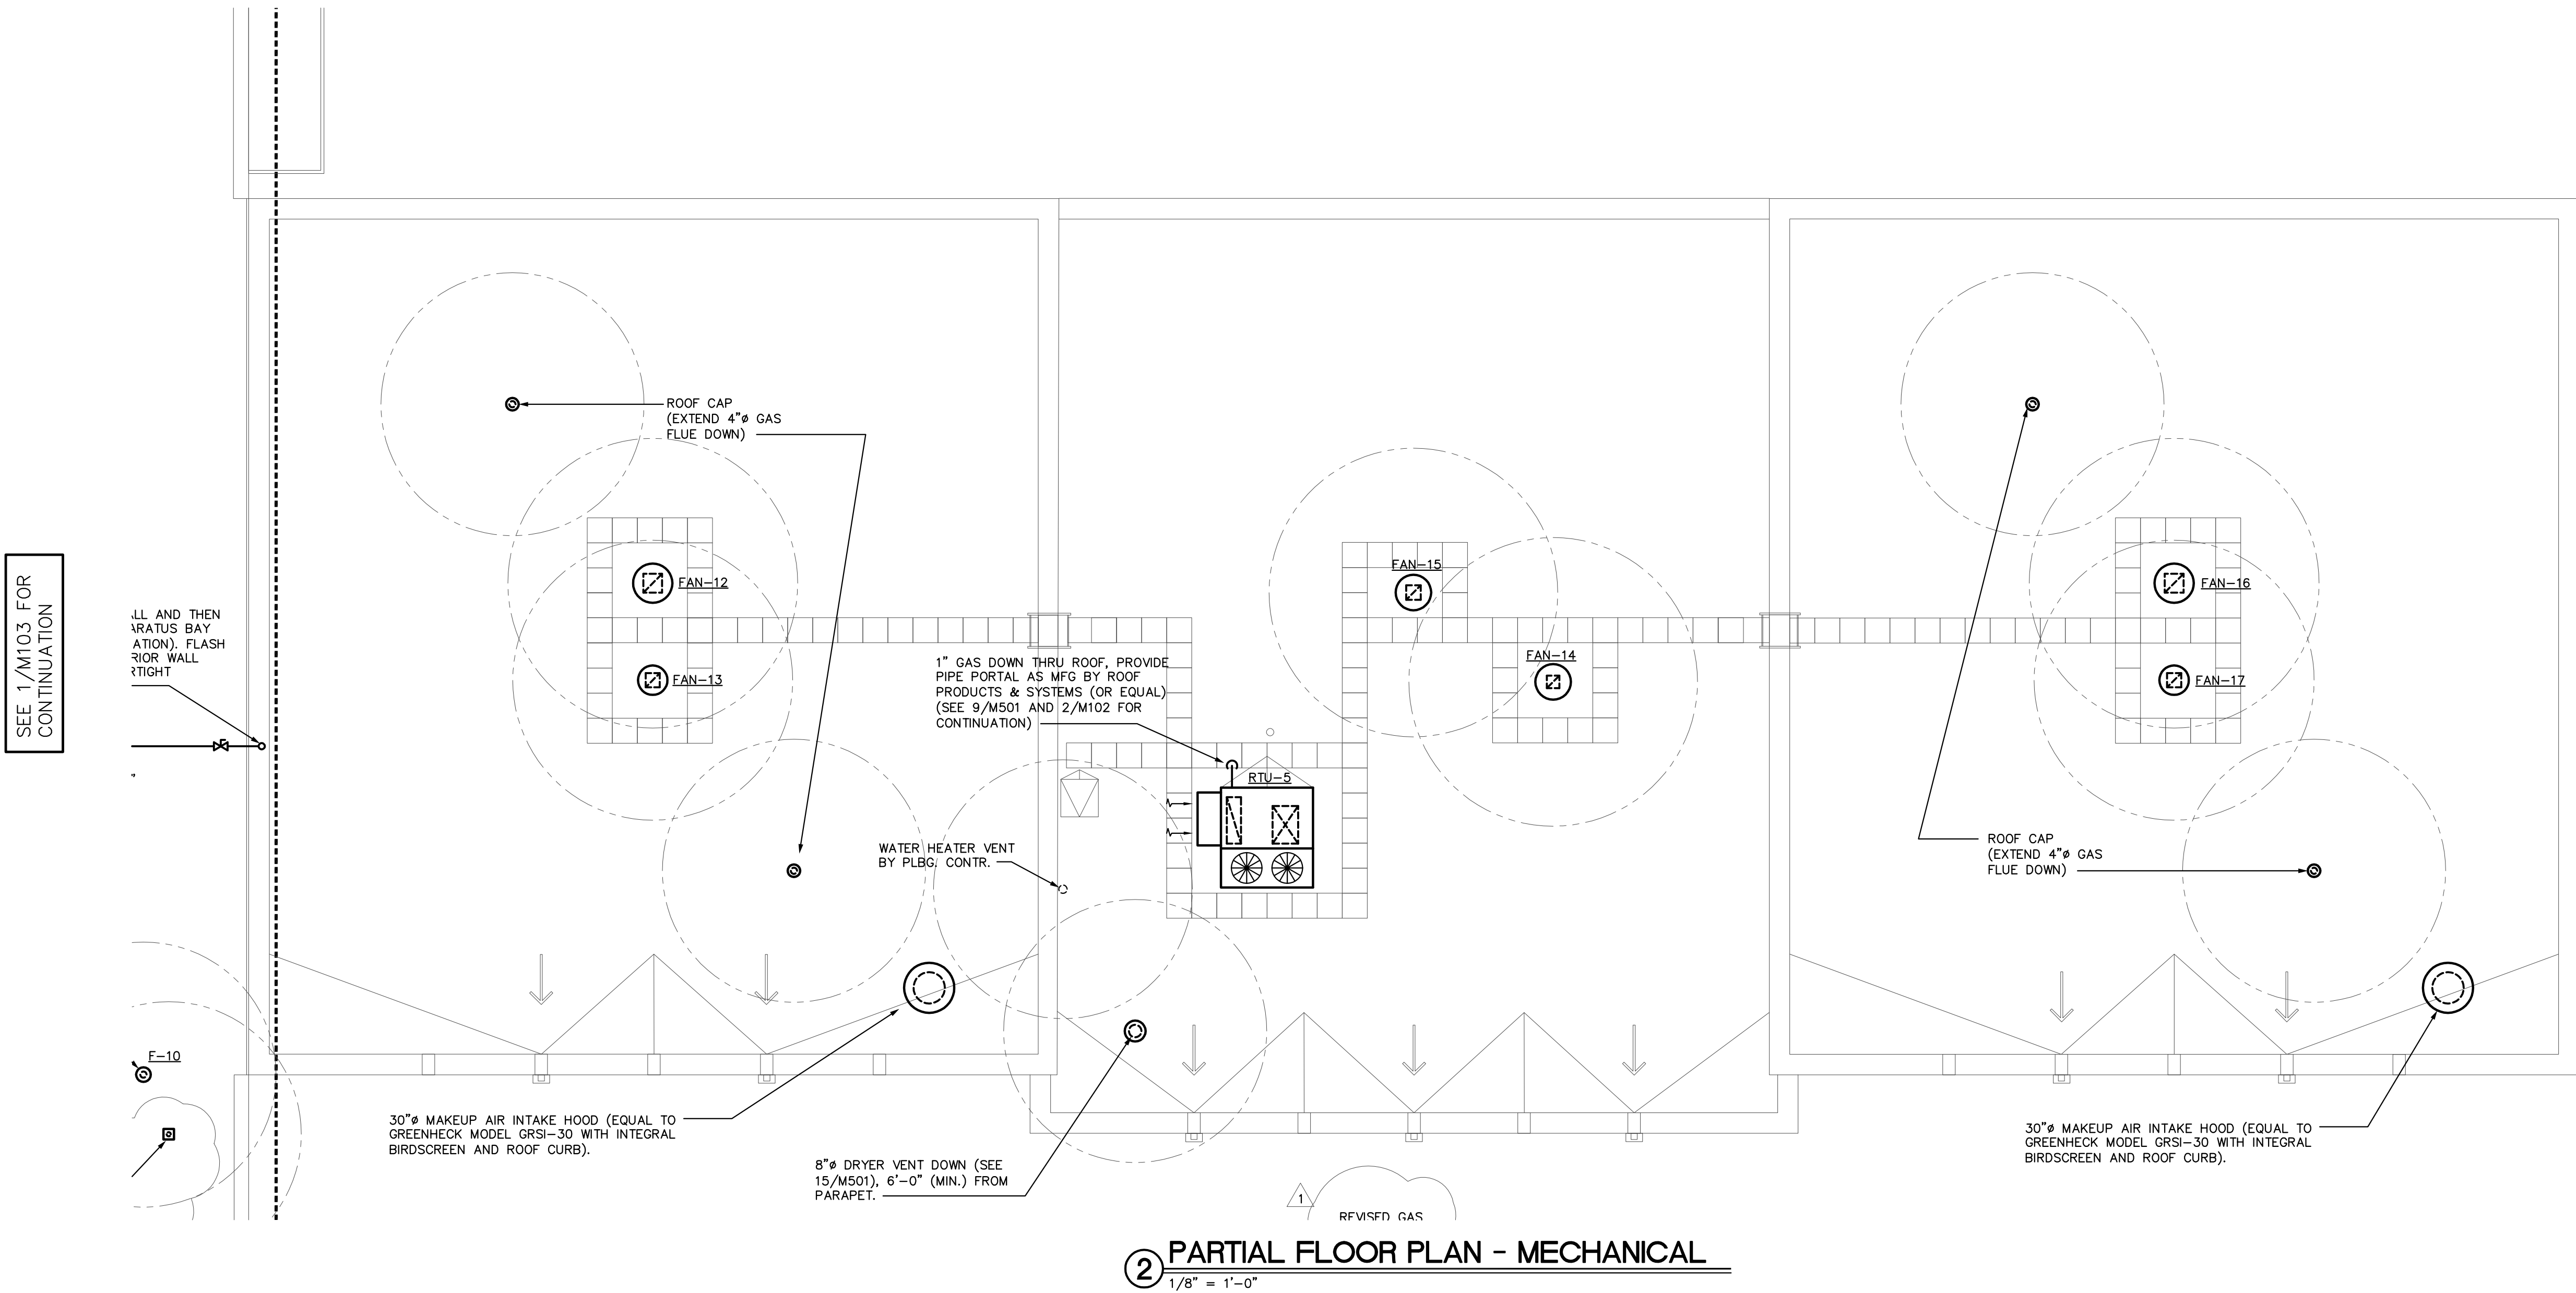 SEE 1/M103 FOR
CONTINUATION
ALL AND THEN
ARATUS BAY
ATION). FLASH
RIOR WALL
RTIGHT
ROOF CAP
(EXTEND 4"ø GAS
FLUE DOWN)
FAN-12
FAN-13
1" GAS DOWN THRU ROOF, PROVIDE
PIPE PORTAL AS MFG BY ROOF
PRODUCTS & SYSTEMS (OR EQUAL)
(SEE 9/M501 AND 2/M102 FOR
CONTINUATION)
FAN-15
FAN-14
RTU-5
WATER HEATER VENT
BY PLBG. CONTR.
FAN-16
FAN-17
ROOF CAP
(EXTEND 4"ø GAS
FLUE DOWN)
F-10
30"ø MAKEUP AIR INTAKE HOOD (EQUAL TO
GREENHECK MODEL GRSI-30 WITH INTEGRAL
BIRDSCREEN AND ROOF CURB).
8"ø DRYER VENT DOWN (SEE
15/M501), 6'-0" (MIN.) FROM
PARAPET.
30"ø MAKEUP AIR INTAKE HOOD (EQUAL TO
GREENHECK MODEL GRSI-30 WITH INTEGRAL
BIRDSCREEN AND ROOF CURB).
1
REVISED GAS
2 PARTIAL FLOOR PLAN - MECHANICAL
1/8" = 1'-0"